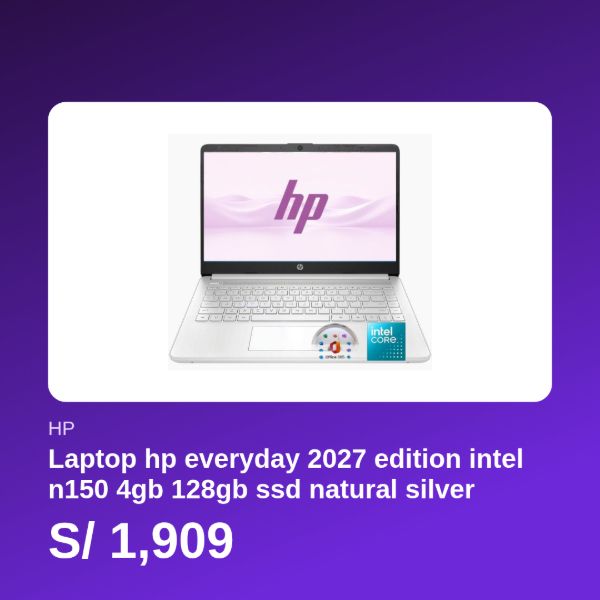 hp
hp
intel
CORE
Office 365
HP
Laptop hp everyday 2027 edition intel
n150 4gb 128gb ssd natural silver
S/ 1,909